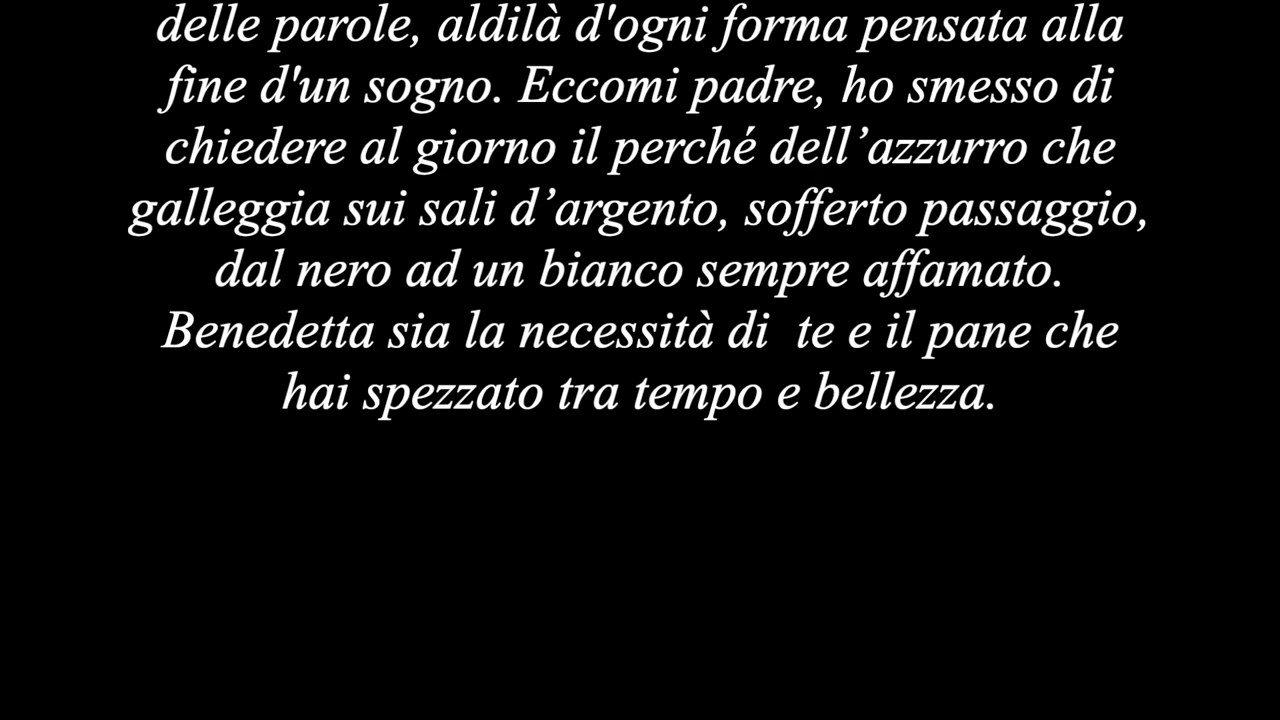 delle parole, aldilà d'ogni forma pensata alla
fine d'un sogno. Eccomi padre, ho smesso di
chiedere al giorno il perché dell’azzurro che
galleggia sui sali d’argento, sofferto passaggio,
dal nero ad un bianco sempre affamato.
Benedetta sia la necessità di  te e il pane che
hai spezzato tra tempo e bellezza.